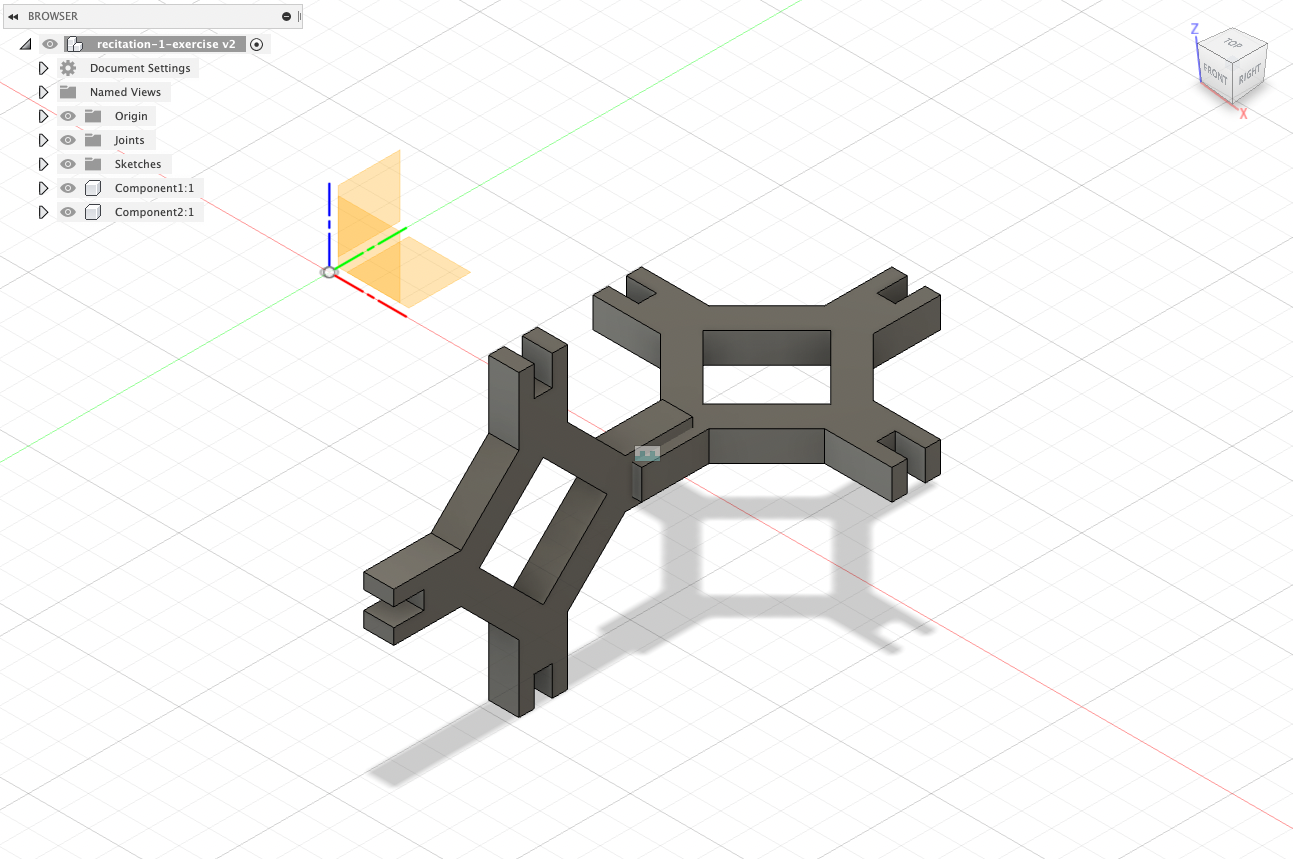 BROWSER
recitation-1-exercise v2
Document Settings
Named Views
Origin
Joints
Sketches
Component1:1
Component2:1
Z
TOP
FRONT
RIGHT
X